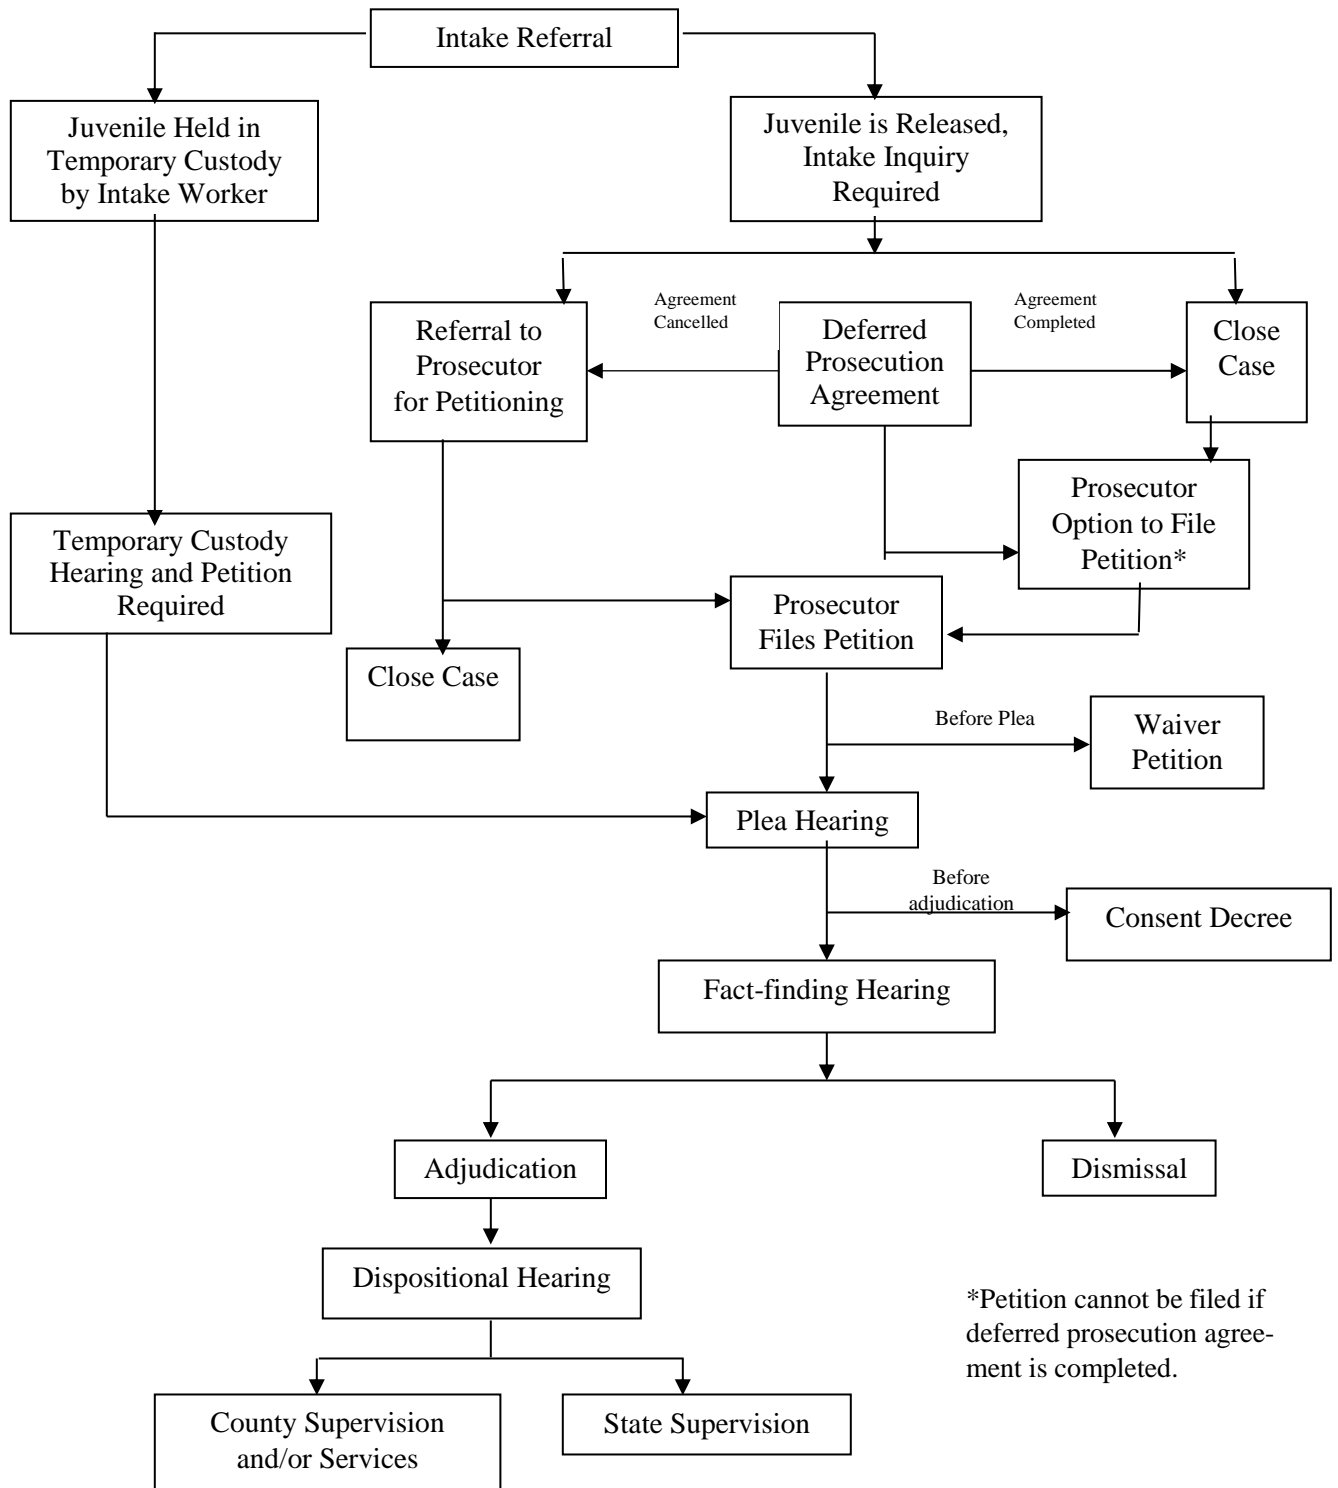 Intake Referral
Juvenile Held in
Temporary Custody
by Intake Worker
Juvenile is Released,
Intake Inquiry
Required
Referral to
Prosecutor
for Petitioning
Agreement
Cancelled
Deferred
Prosecution
Agreement
Agreement
Completed
Close
Case
Prosecutor
Option to File
Petition*
Temporary Custody
Hearing and Petition
Required
Prosecutor
Files Petition
Close Case
Before Plea
Waiver
Petition
Plea Hearing
Before
adjudication
Consent Decree
Fact-finding Hearing
Adjudication
Dismissal
Dispositional Hearing
*Petition cannot be filed if
deferred prosecution agree-
ment is completed.
County Supervision
and/or Services
State Supervision